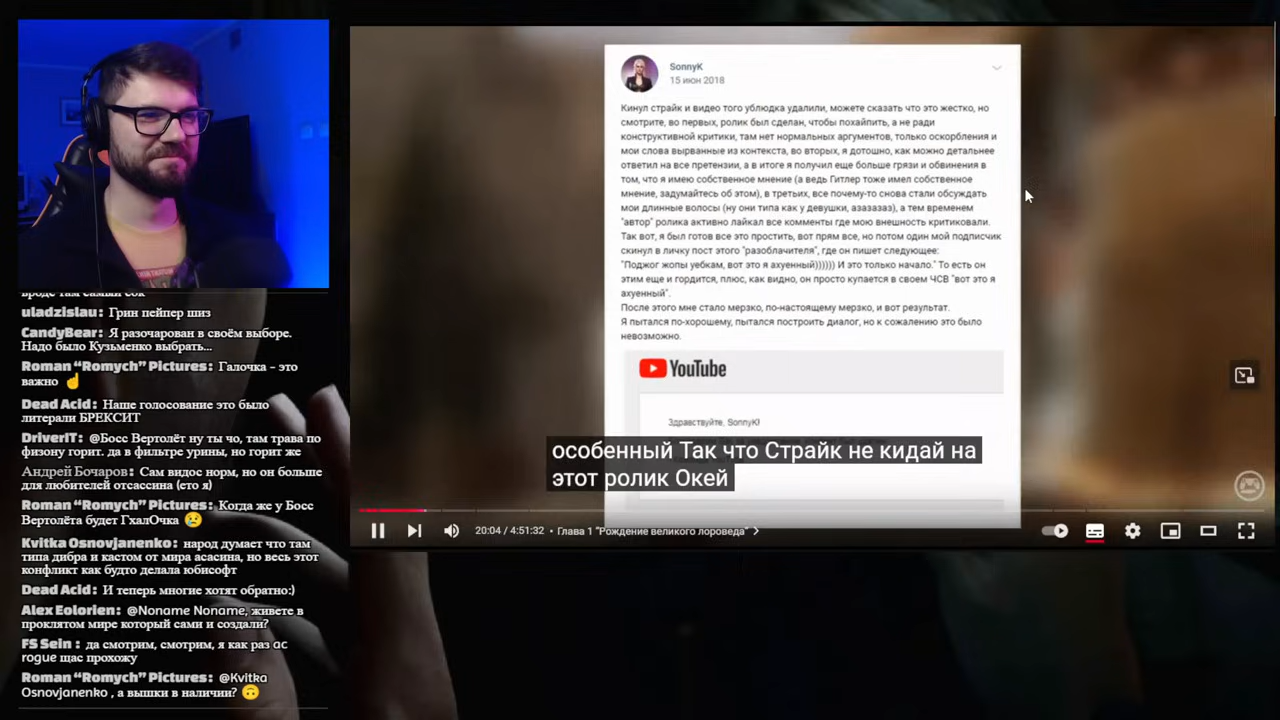 вроде там самый сок
uladzislau: Грин пейпер шиз
CandyBear: Я разочарован в своём выборе.
Надо было Кузьменко выбрать...
Roman “Romych” Pictures: Галочка - это
важно ☝
Dead Acid: Наше голосование это было
литерали БРЕКСИТ
DriverIT: @Босс Вертолёт ну ты чо, там трава по
физону горит. да в фильтре урины, но горит же
Андрей Бочаров: Сам видос норм, но он больше
для любителей отсассина (ето я)
Roman “Romych” Pictures: Когда же у Босс
Вертолёта будет ГхалОчка 😢
Kvitka Osnovjanenko: народ думает что там
типа дибра и кастом от мира асасина, но весь этот
конфликт как будто делала юбисофт
Dead Acid: И теперь многие хотят обратно:)
Alex Eolorien: @Noname Noname, живете в
проклятом мире который сами и создали?
FS Sein: да смотрим, смотрим, я как раз ac
rogue щас прохожу
Roman “Romych” Pictures: @Kvitka
Osnovjanenko , а вышки в наличии? 🙃
SonnyK
15 июн 2018
Кинул страйк и видео того ублюдка удалили, можете сказать что это жестко, но
смотрите, во первых, ролик был сделан, чтобы похайпить, а не ради
конструктивной критики, там нет нормальных аргументов, только оскорбления и
мои слова вырванные из контекста, во вторых, я дотошно, как можно детальнее
ответил на все претензии, а в итоге я получил еще больше грязи и обвинения в
том, что я имею собственное мнение (а ведь Гитлер тоже имел собственное
мнение, задумайтесь об этом), в третьих, все почему-то снова стали обсуждать
мои длинные волосы (ну они типа как у девушки, азазазаз), а тем временем
"автор" ролика активно лайкал все комменты где мою внешность критиковали.
Так вот, я был готов все это простить, вот прям все, но потом один мой подписчик
скинул в личку пост этого "разоблачителя", где он пишет следующее:
"Поджог жопы уебкам, вот это я ахуенный)))))) И это только начало." То есть он
этим еще и гордится, плюс, как видно, он просто купается в своем ЧСВ "вот это я
ахуенный".
После этого мне стало мерзко, по-настоящему мерзко, и вот результат.
Я пытался по-хорошему, пытался построить диалог, но к сожалению это было
невозможно.
YouTube
Здравствуйте, SonnyK!
особенный Так что Страйк не кидай на
этот ролик Окей
20:04 / 4:51:32 • Глава 1 “Рождение великого лороведа” >